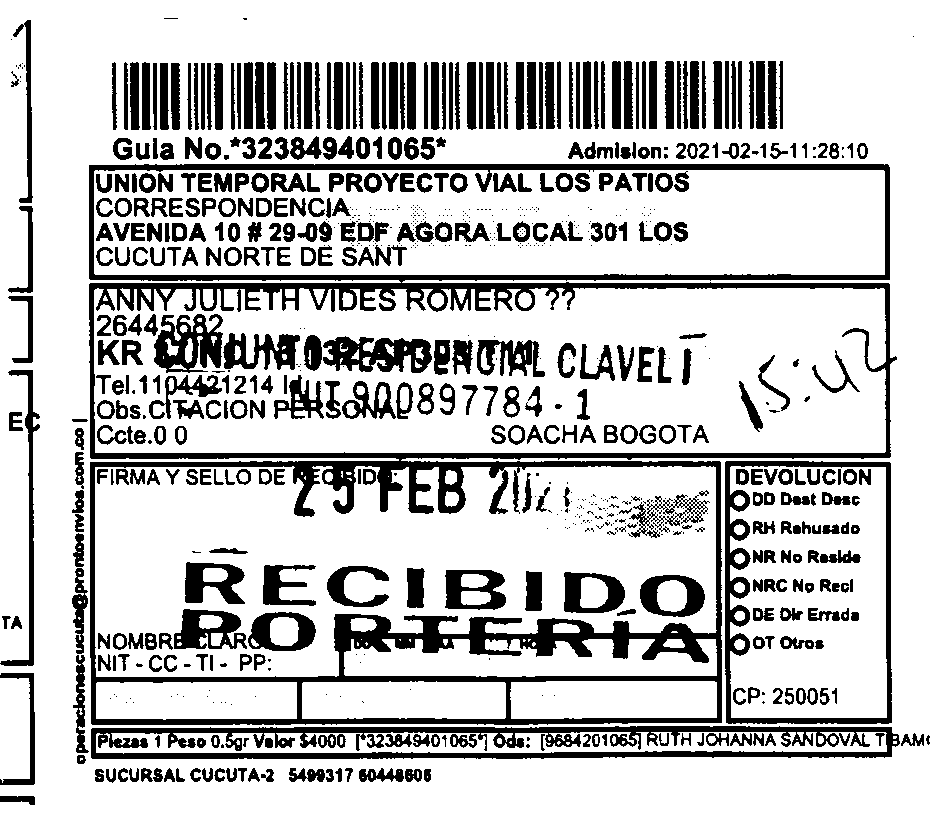 Guia No.*323849401065*
Admision: 2021-02-15-11:28:10
UNION TEMPORAL PROYECTO VIAL LOS PATIOS
CORRESPONDENCIA
AVENIDA 10 # 29-09 EDF AGORA LOCAL 301 LOS
CUCUTA NORTE DE SANT
ANNY JULIETH VIDES ROMERO ??
26445682
KR
CONJUNTO RESIDENCIAL CLAVEL I
15:42
Tel.1104421214 Id
NIT 900897784-1
Obs.CITACION PERSONAL
Ccte.0 0
SOACHA BOGOTA
EC
TA
operacionescucuta@prontoenvios.com.co |
FIRMA Y SELLO DE RECIBIDO:
25 FEB 2021
RECIBIDO
PORTERÍA
NOMBRE CLARO
NIT - CC - TI - PP:
DEVOLUCION
DD Dest Desc
RH Rehusado
NR No Reside
NRC No Recl
DE Dir Errada
OT Otros
CP: 250051
Piezas 1 Peso 0.5gr Valor $4000 [*323849401065*] Ods: [9684201065] RUTH JOHANNA SANDOVAL TIBAMO
SUCURSAL CUCUTA-2 5499317 60448606